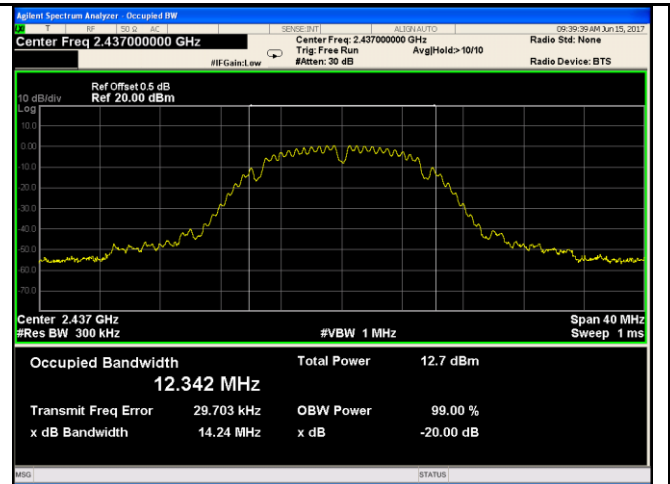 Agilent Spectrum Analyzer - Occupied BW
T RF 50 Ω AC SENSE:INT ALIGN AUTO 09:39:39 AM Jun 15, 2017
Center Freq 2.437000000 GHz Center Freq: 2.437000000 GHz Radio Std: None
Trig: Free Run Avg|Hold:>10/10
#IFGain:Low #Atten: 30 dB Radio Device: BTS
Ref Offset 0.5 dB
10 dB/div Ref 20.00 dBm
Log
10.0
0.00
-10.0
-20.0
-30.0
-40.0
-50.0
-60.0
-70.0
Center 2.437 GHz Span 40 MHz
#Res BW 300 kHz #VBW 1 MHz Sweep 1 ms
Occupied Bandwidth Total Power 12.7 dBm
12.342 MHz
Transmit Freq Error 29.703 kHz OBW Power 99.00 %
x dB Bandwidth 14.24 MHz x dB -20.00 dB
MSG STATUS